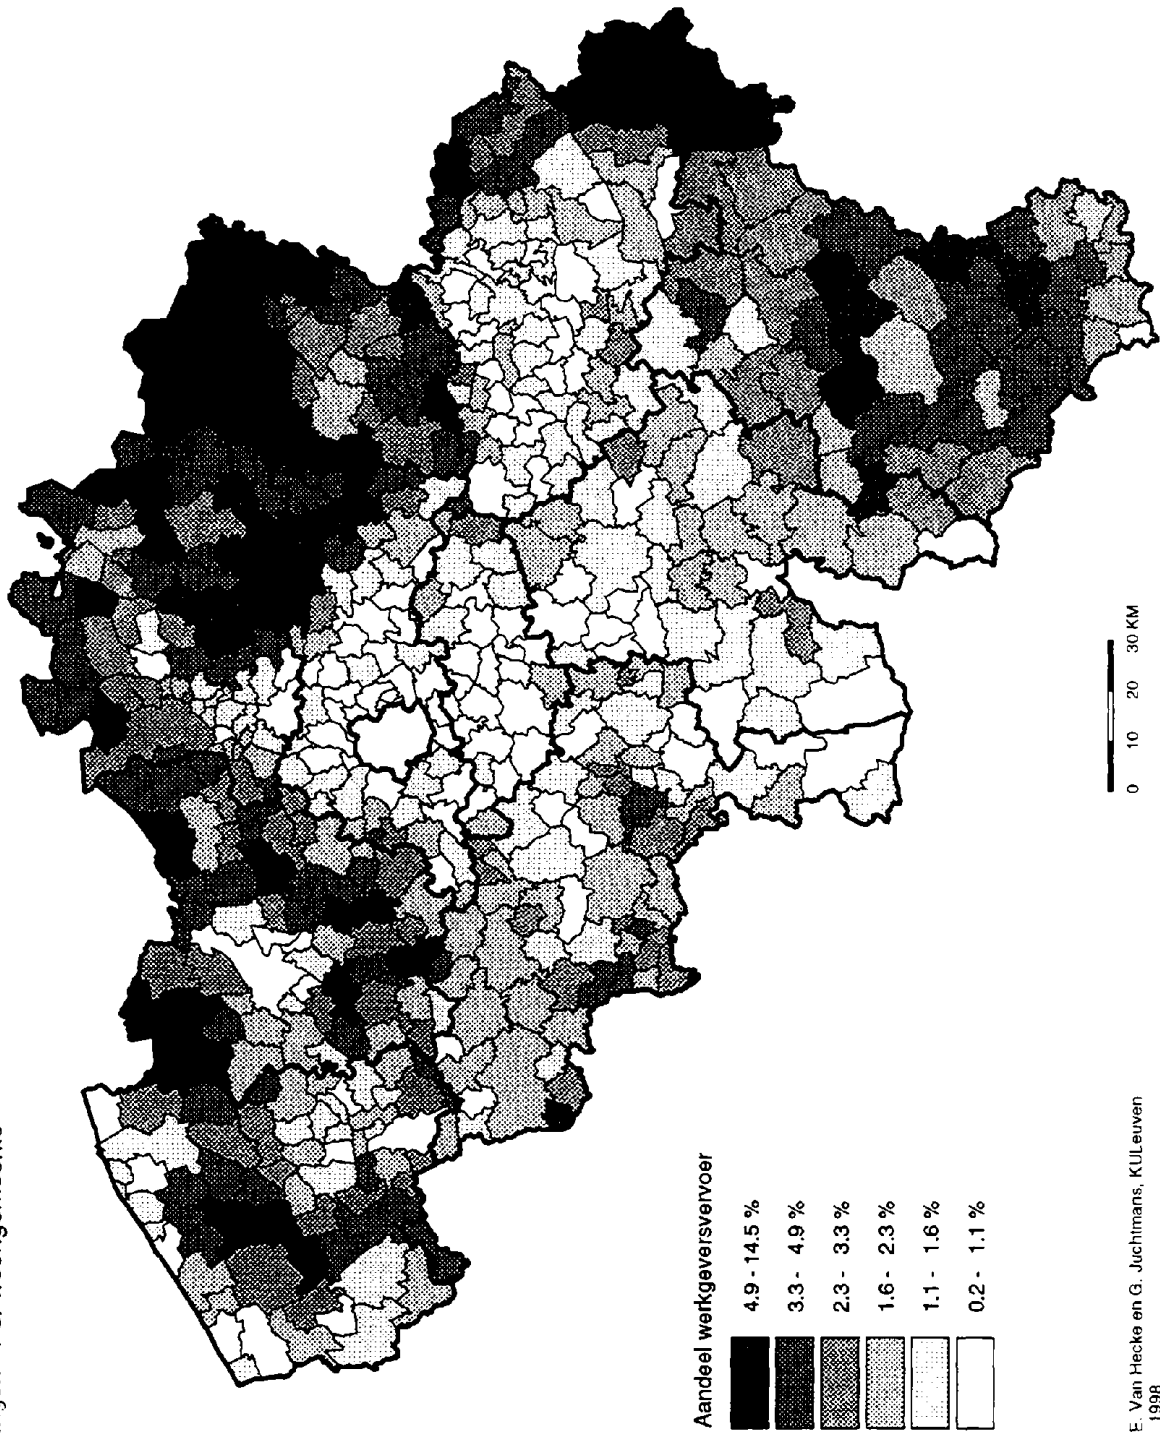 Aandeel werkgeversvervoer
4.9 - 14.5 %
3.3 - 4.9 %
2.3 - 3.3 %
1.6 - 2.3 %
1.1 - 1.6 %
0.2 - 1.1 %
0 10 20 30 KM
E. Van Hecke en G. Juchtmans, KULeuven
1998